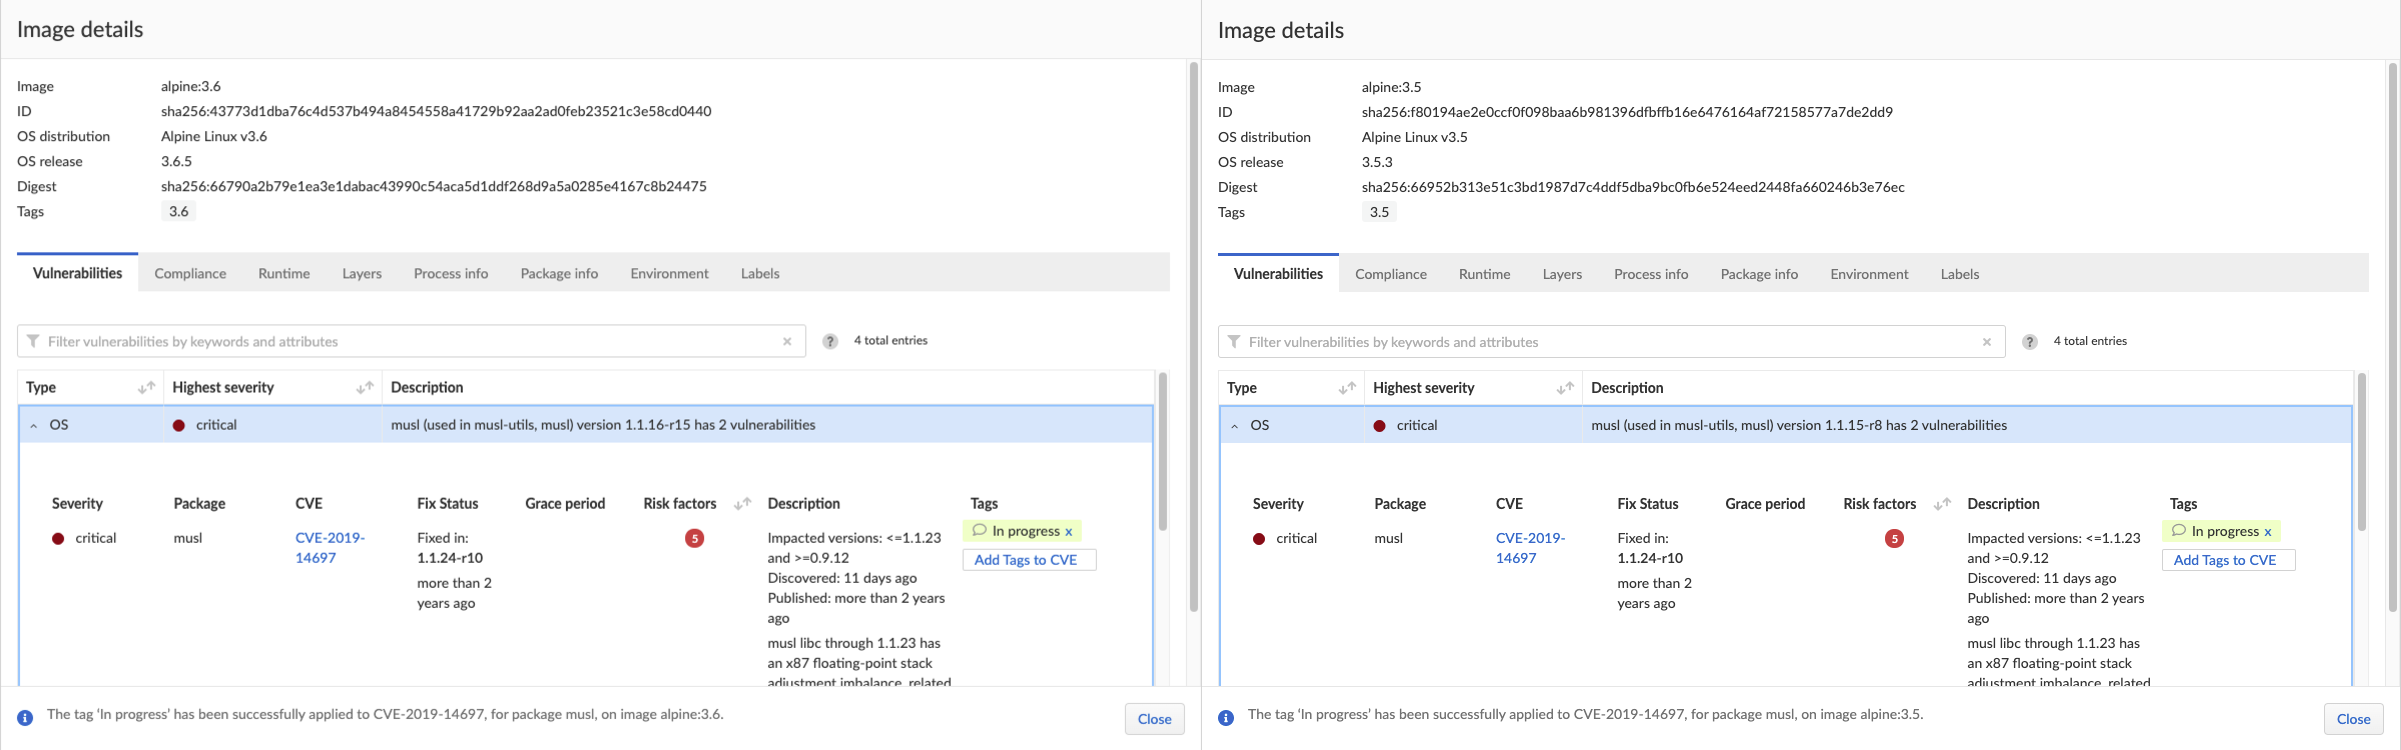 Image details
Image alpine:3.6
ID sha256:43773d1dba76c4d537b494a8454558a41729b92aa2ad0feb23521c3e58cd0440
OS distribution Alpine Linux v3.6
OS release 3.6.5
Digest sha256:66790a2b79e1ea3e1dabac43990c54aca5d1ddf268d9a5a0285e4167c8b24475
Tags 3.6
Vulnerabilities Compliance Runtime Layers Process info Package info Environment Labels
Filter vulnerabilities by keywords and attributes × ? 4 total entries
Type Highest severity Description
OS critical musl (used in musl-utils, musl) version 1.1.16-r15 has 2 vulnerabilities
Severity Package CVE Fix Status Grace period Risk factors Description Tags
critical musl CVE-2019-
14697
Fixed in:
1.1.24-r10
more than 2
years ago
5
Impacted versions: <=1.1.23
and >=0.9.12
Discovered: 11 days ago
Published: more than 2 years
ago
musl libc through 1.1.23 has
an x87 floating-point stack
adjustment imbalance, related
In progress x
Add Tags to CVE
The tag ‘In progress’ has been successfully applied to CVE-2019-14697, for package musl, on image alpine:3.6.
Close
Image details
Image alpine:3.5
ID sha256:f80194ae2e0ccf0f098baa6b981396dfbffb16e6476164af72158577a7de2dd9
OS distribution Alpine Linux v3.5
OS release 3.5.3
Digest sha256:66952b313e51c3bd1987d7c4ddf5dba9bc0fb6e524eed2448fa660246b3e76ec
Tags 3.5
Vulnerabilities Compliance Runtime Layers Process info Package info Environment Labels
Filter vulnerabilities by keywords and attributes × ? 4 total entries
Type Highest severity Description
OS critical musl (used in musl-utils, musl) version 1.1.15-r8 has 2 vulnerabilities
Severity Package CVE Fix Status Grace period Risk factors Description Tags
critical musl CVE-2019-
14697
Fixed in:
1.1.24-r10
more than 2
years ago
5
Impacted versions: <=1.1.23
and >=0.9.12
Discovered: 11 days ago
Published: more than 2 years
ago
musl libc through 1.1.23 has
an x87 floating-point stack
adjustment imbalance, related
In progress x
Add Tags to CVE
The tag ‘In progress’ has been successfully applied to CVE-2019-14697, for package musl, on image alpine:3.5.
Close